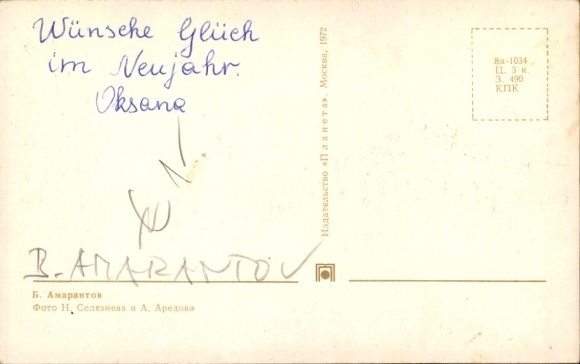 Wünsche Glück
im Neujahr.
Oksana
B. AMARANTOV
Б. Амарантов
Фото Н. Селезнева и А. Аредова
Издательство «Планета». Москва, 1972
8а-1034
Ц. 3 к.
З. 490
КПК